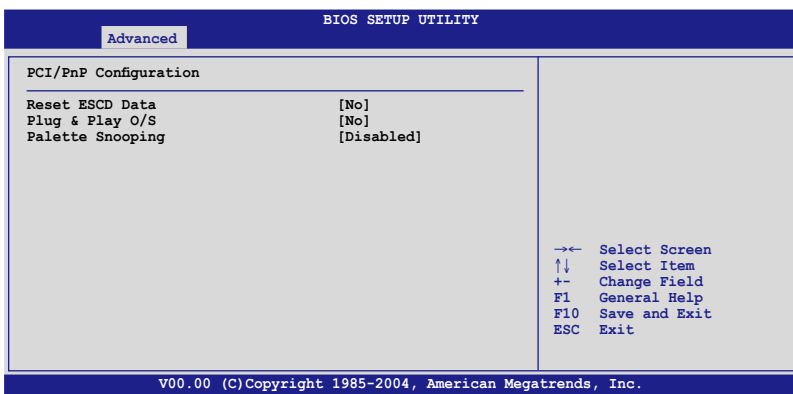 BIOS SETUP UTILITY
Advanced
PCI/PnP Configuration
Reset ESCD Data [No]
Plug & Play O/S [No]
Palette Snooping [Disabled]
→← Select Screen
↑↓ Select Item
+- Change Field
F1 General Help
F10 Save and Exit
ESC Exit
V00.00 (C)Copyright 1985-2004, American Megatrends, Inc.